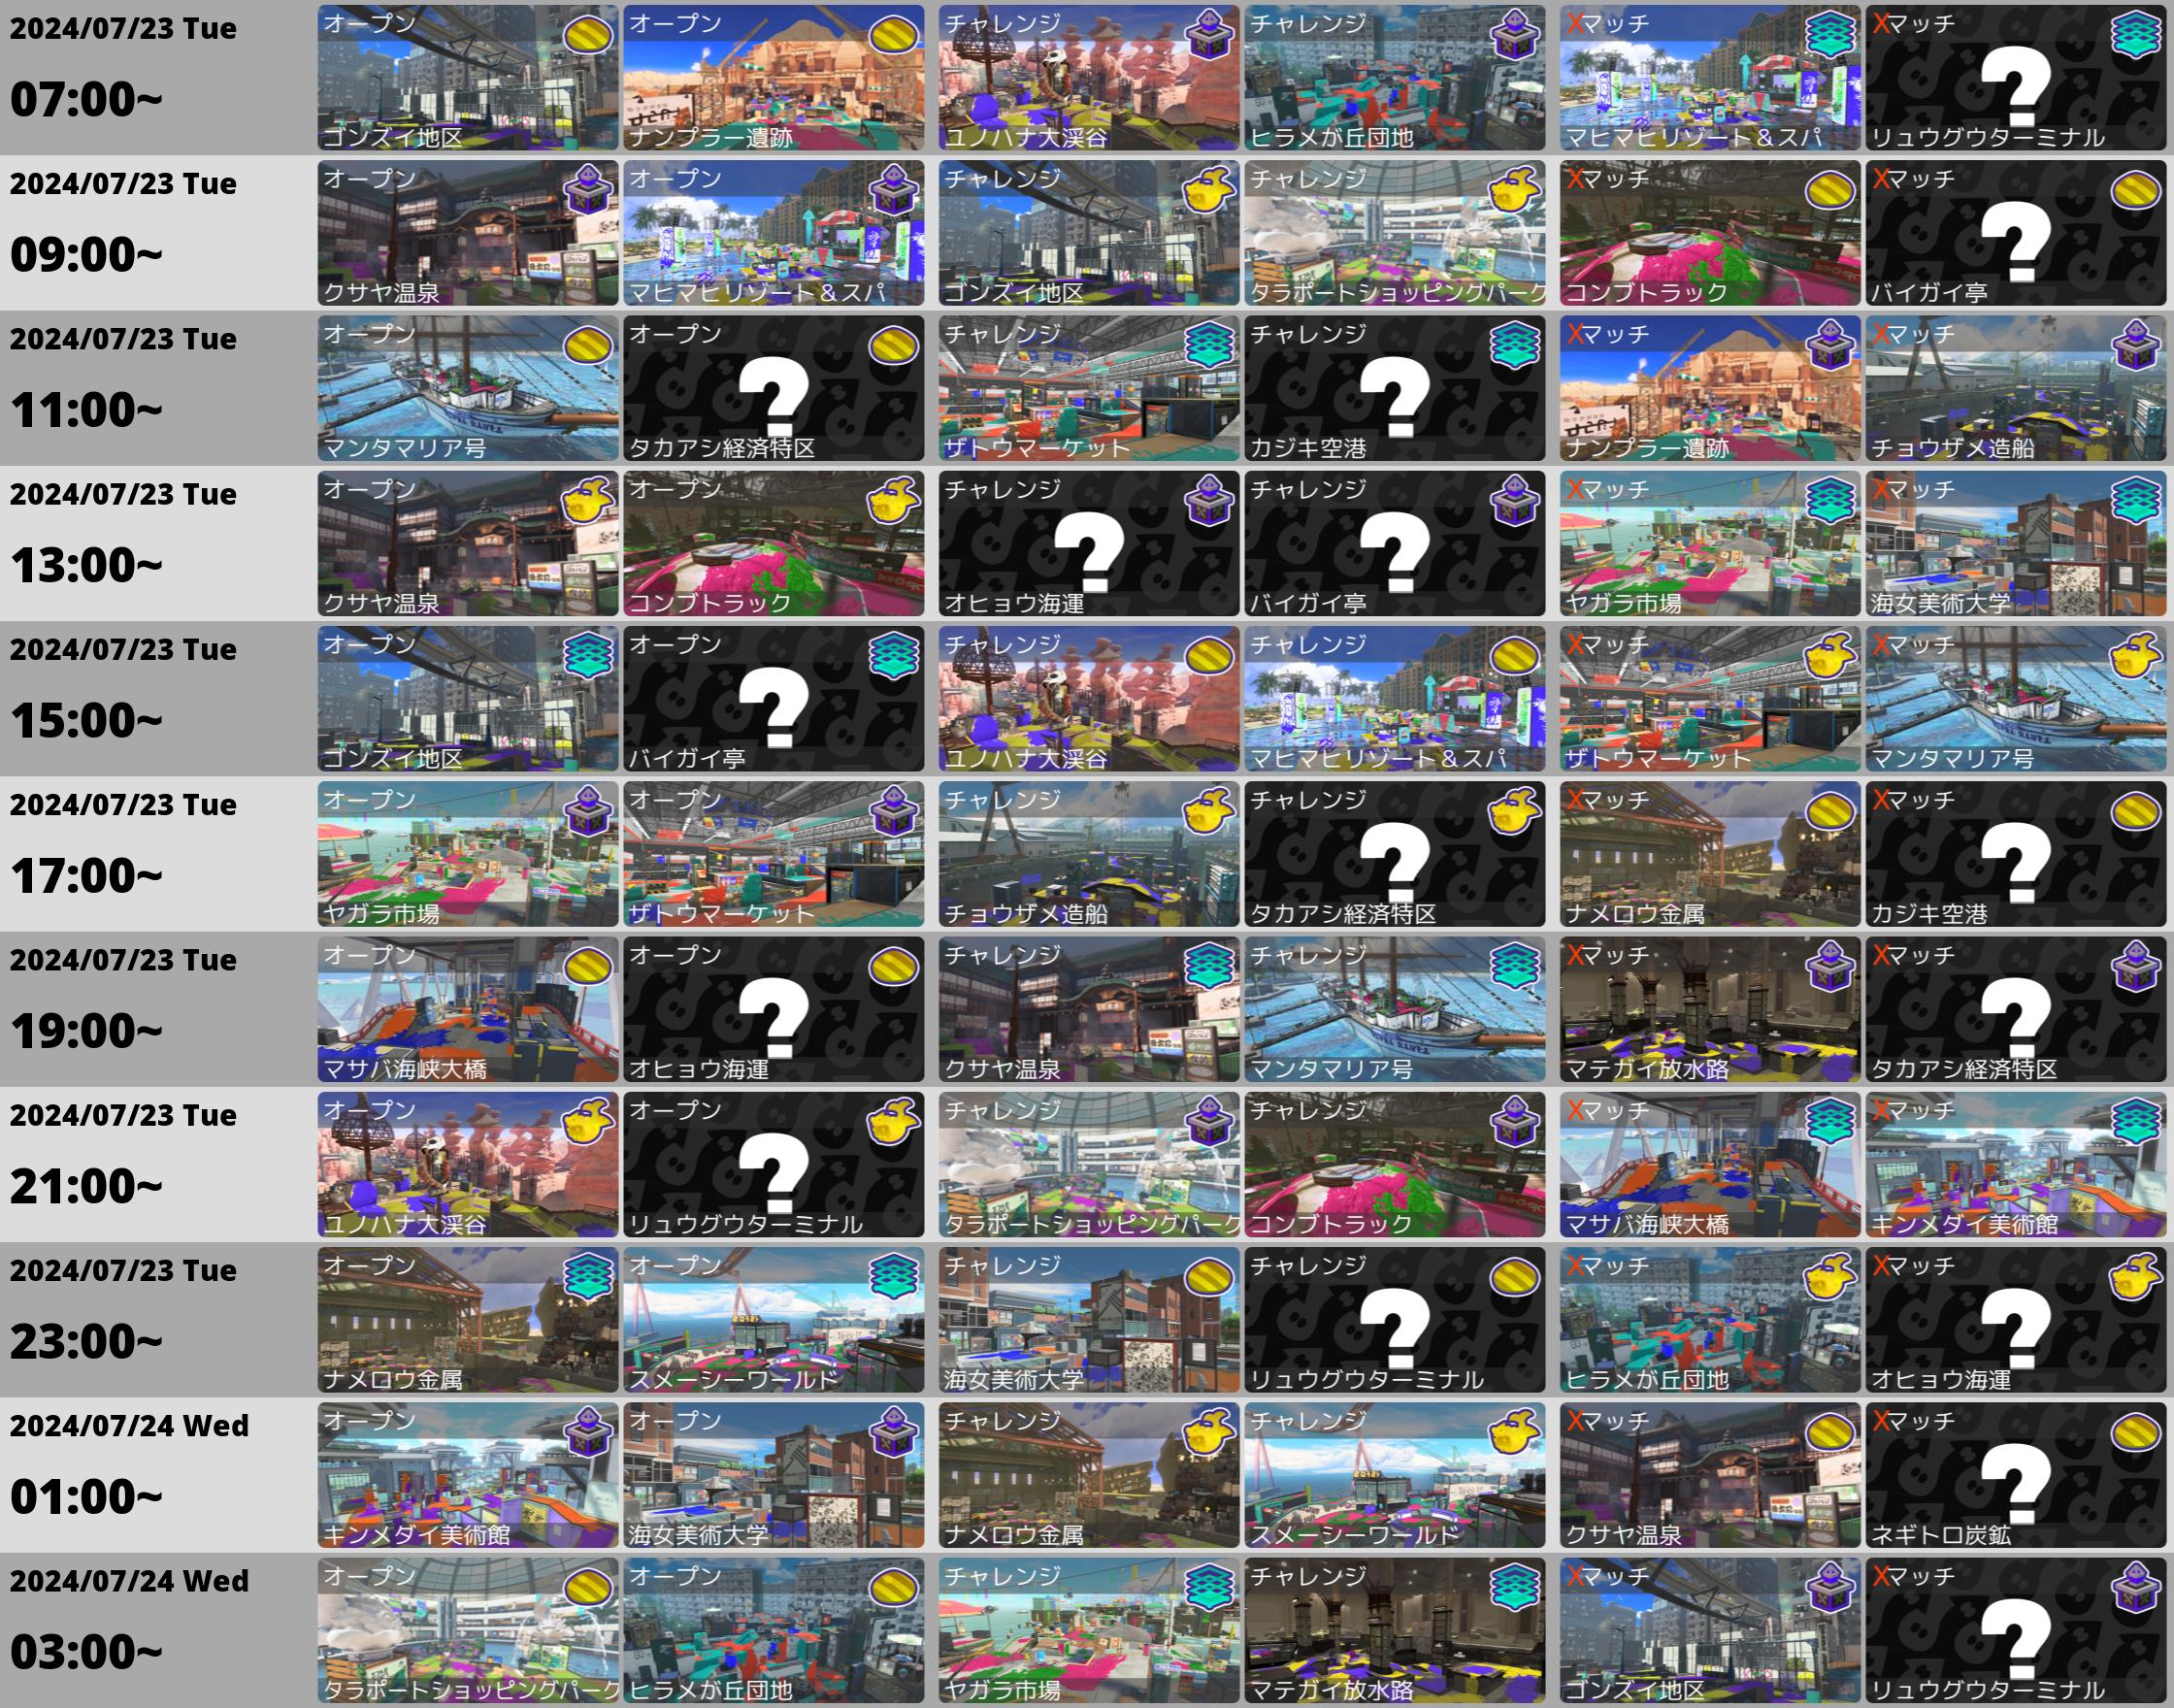 2024/07/23 Tue
07:00~
オープン オープン チャレンジ チャレンジ Xマッチ Xマッチ
ゴンズイ地区 ナンプラー遺跡 ユノハナ大渓谷 ヒラメが丘団地 マヒマヒリゾート＆スパ リュウグウターミナル
2024/07/23 Tue
09:00~
オープン オープン チャレンジ チャレンジ Xマッチ Xマッチ
クサヤ温泉 マヒマヒリゾート＆スパ ゴンズイ地区 タラポートショッピングパーク コンブトラック バイガイ亭
2024/07/23 Tue
11:00~
オープン オープン チャレンジ チャレンジ Xマッチ Xマッチ
マンタマリア号 タカアシ経済特区 ザトウマーケット カジキ空港 ナンプラー遺跡 チョウザメ造船
2024/07/23 Tue
13:00~
オープン オープン チャレンジ チャレンジ Xマッチ Xマッチ
クサヤ温泉 コンブトラック オヒョウ海運 バイガイ亭 ヤガラ市場 海女美術大学
2024/07/23 Tue
15:00~
オープン オープン チャレンジ チャレンジ Xマッチ Xマッチ
ゴンズイ地区 バイガイ亭 ユノハナ大渓谷 マヒマヒリゾート＆スパ ザトウマーケット マンタマリア号
2024/07/23 Tue
17:00~
オープン オープン チャレンジ チャレンジ Xマッチ Xマッチ
ヤガラ市場 ザトウマーケット チョウザメ造船 タカアシ経済特区 ナメロウ金属 カジキ空港
2024/07/23 Tue
19:00~
オープン オープン チャレンジ チャレンジ Xマッチ Xマッチ
マサバ海峡大橋 オヒョウ海運 クサヤ温泉 マンタマリア号 マテガイ放水路 タカアシ経済特区
2024/07/23 Tue
21:00~
オープン オープン チャレンジ チャレンジ Xマッチ Xマッチ
ユノハナ大渓谷 リュウグウターミナル タラポートショッピングパーク コンブトラック マサバ海峡大橋 キンメダイ美術館
2024/07/23 Tue
23:00~
オープン オープン チャレンジ チャレンジ Xマッチ Xマッチ
ナメロウ金属 スメーシーワールド 海女美術大学 リュウグウターミナル ヒラメが丘団地 オヒョウ海運
2024/07/24 Wed
01:00~
オープン オープン チャレンジ チャレンジ Xマッチ Xマッチ
キンメダイ美術館 海女美術大学 ナメロウ金属 スメーシーワールド クサヤ温泉 ネギトロ炭鉱
2024/07/24 Wed
03:00~
オープン オープン チャレンジ チャレンジ Xマッチ Xマッチ
タラポートショッピングパーク ヒラメが丘団地 ヤガラ市場 マテガイ放水路 ゴンズイ地区 リュウグウターミナル